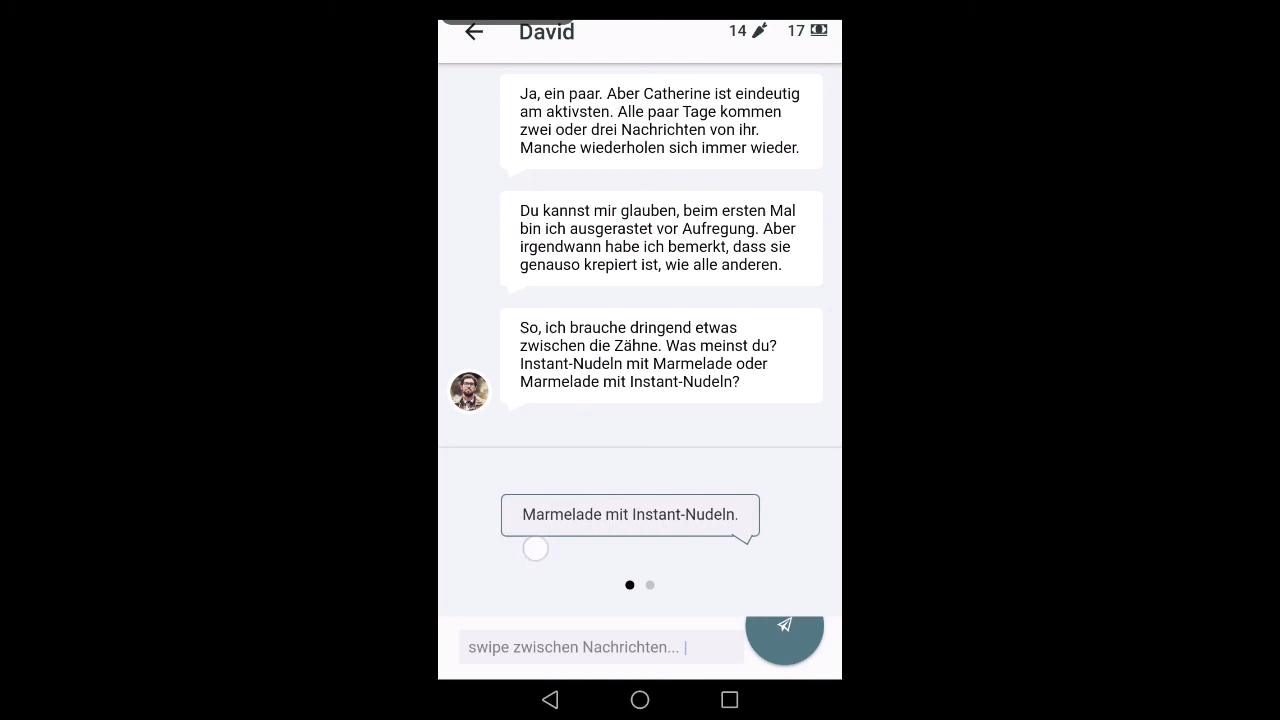 David 14 17
Ja, ein paar. Aber Catherine ist eindeutig
am aktivsten. Alle paar Tage kommen
zwei oder drei Nachrichten von ihr.
Manche wiederholen sich immer wieder.
Du kannst mir glauben, beim ersten Mal
bin ich ausgerastet vor Aufregung. Aber
irgendwann habe ich bemerkt, dass sie
genauso krepiert ist, wie alle anderen.
So, ich brauche dringend etwas
zwischen die Zähne. Was meinst du?
Instant-Nudeln mit Marmelade oder
Marmelade mit Instant-Nudeln?
Marmelade mit Instant-Nudeln.
swipe zwischen Nachrichten...